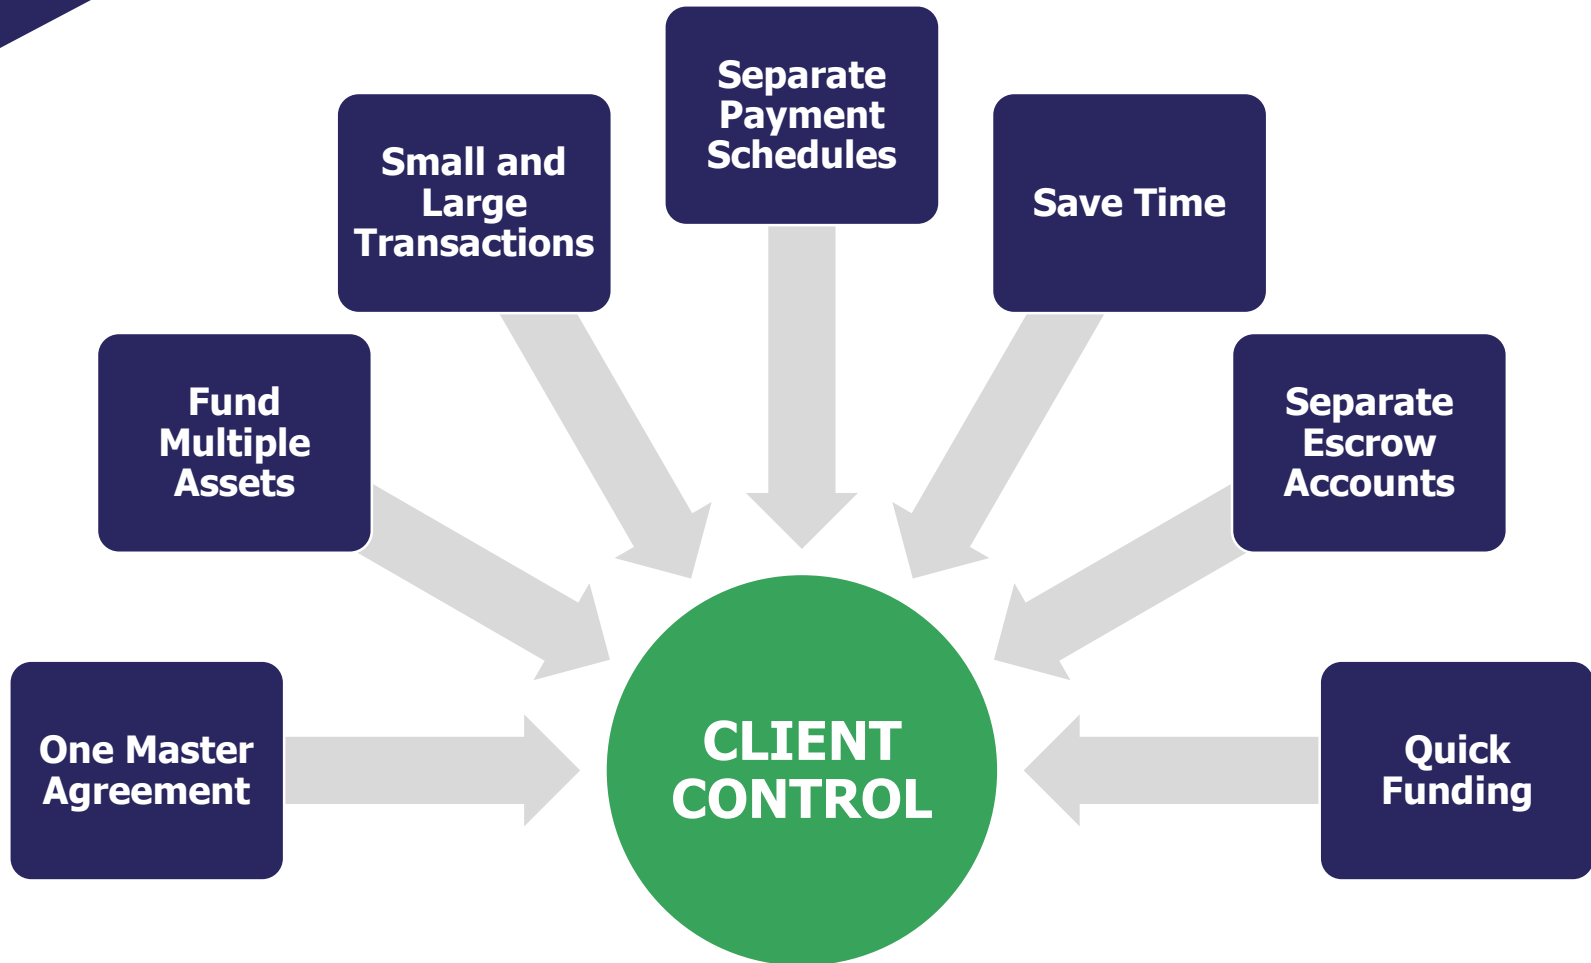 Separate
Payment
Schedules
Small and
Large
Transactions
Save Time
Fund
Multiple
Assets
Separate
Escrow
Accounts
One Master
Agreement
CLIENT
CONTROL
Quick
Funding